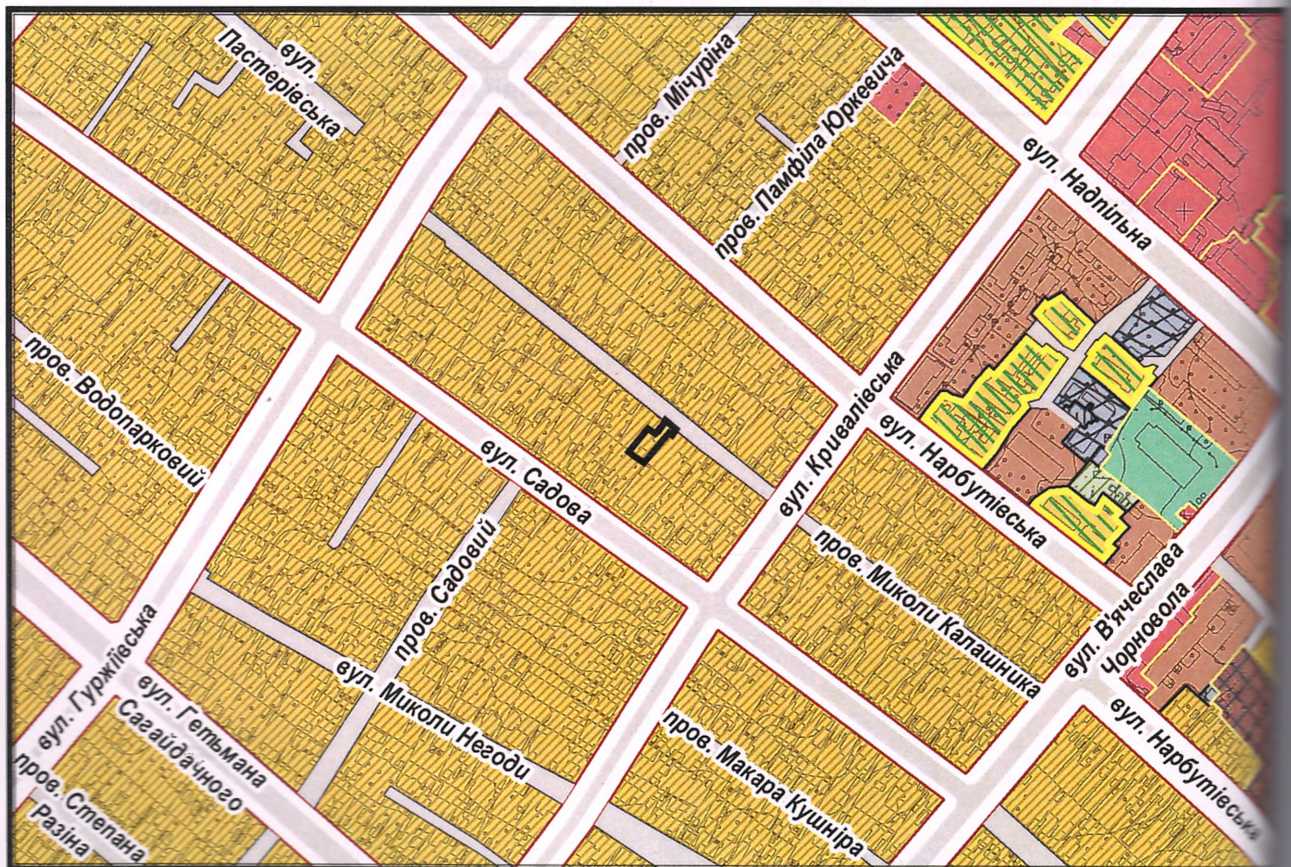 вул.
Пастерівська
пров. Мічуріна
пров. Памфіла Юркевича
вул. Надпільна
пров. Водопарковий
вул. Садова
вул. Кривалівська
вул. Нарбутівська
пров. Садовий
пров. Миколи Калашника
вул. В'ячеслава
Чорновола
вул. Гуржіївська
вул. Гетьмана
Сагайдачного
вул. Миколи Негоди
пров. Макара Кушніра
вул. Нарбутівська
пров. Степана
Разіна